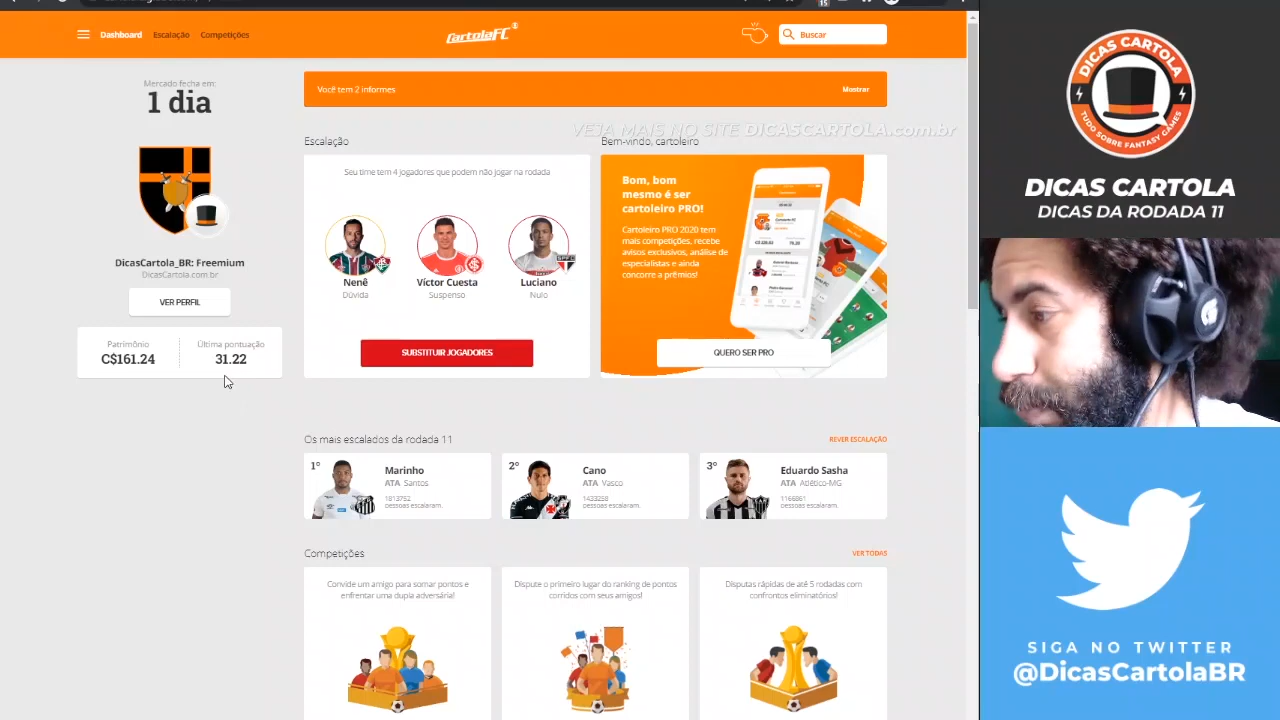 Dashboard
Escalação
Competições
CartolaFC
Buscar
15
Mercado fecha em:
1 dia
DicasCartola_BR: Freemium
DicasCartola.com.br
VER PERFIL
Patrimônio
C$161.24
Última pontuação
31.22
Você tem 2 informes
Mostrar
VEJA MAIS NO SITE DICASCARTOLA.com.br
Escalação
Seu time tem 4 jogadores que podem não jogar na rodada
Nenê
Dúvida
Víctor Cuesta
Suspenso
Luciano
Nulo
SUBSTITUIR JOGADORES
Bem-vindo, cartoleiro
Bom, bom
mesmo é ser
cartoleiro PRO!
Cartoleiro PRO 2020 tem
mais competições, recebe
avisos exclusivos, análise de
especialistas e ainda
concorre a prêmios!
QUERO SER PRO
Os mais escalados da rodada 11
REVER ESCALAÇÃO
1º
Marinho
ATA Santos
1813752
pessoas escalaram.
2º
Cano
ATA Vasco
1433258
pessoas escalaram.
3º
Eduardo Sasha
ATA Atlético-MG
1166861
pessoas escalaram.
Competições
VER TODAS
Convide um amigo para somar pontos e
enfrentar uma dupla adversária!
Dispute o primeiro lugar do ranking de pontos
corridos com seus amigos!
Disputas rápidas de até 5 rodadas com
confrontos eliminatórios!
DICAS CARTOLA
TUDO SOBRE FANTASY GAMES
DICAS CARTOLA
DICAS DA RODADA 11
SIGA NO TWITTER
@DicasCartolaBR